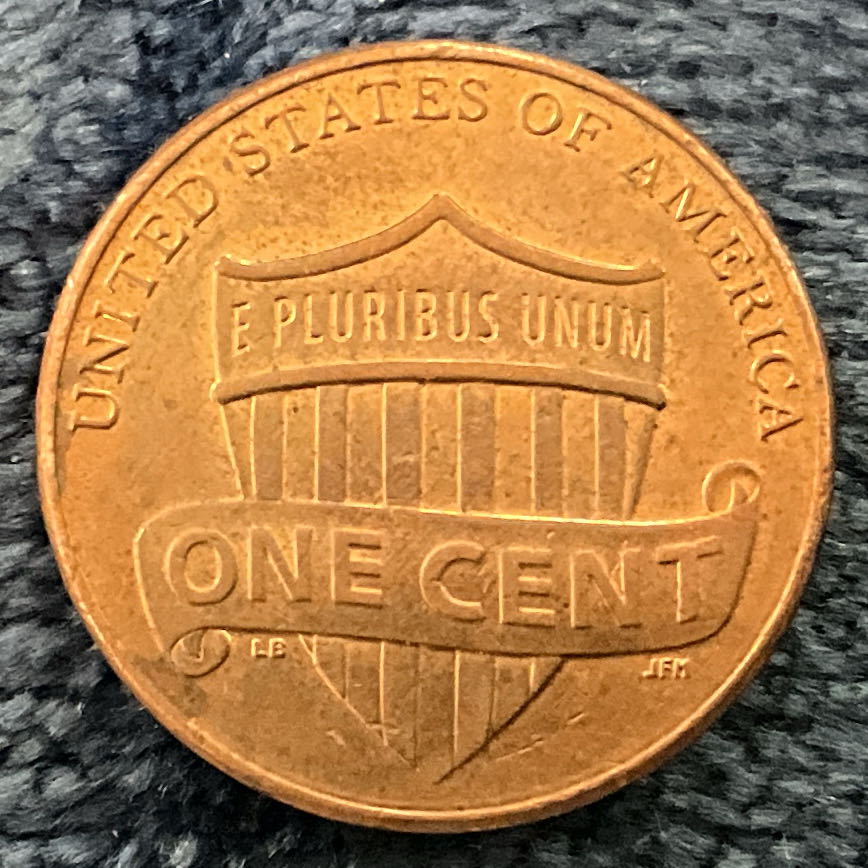 UNITED STATES OF AMERICA
E PLURIBUS UNUM
ONE CENT
LB
JFM